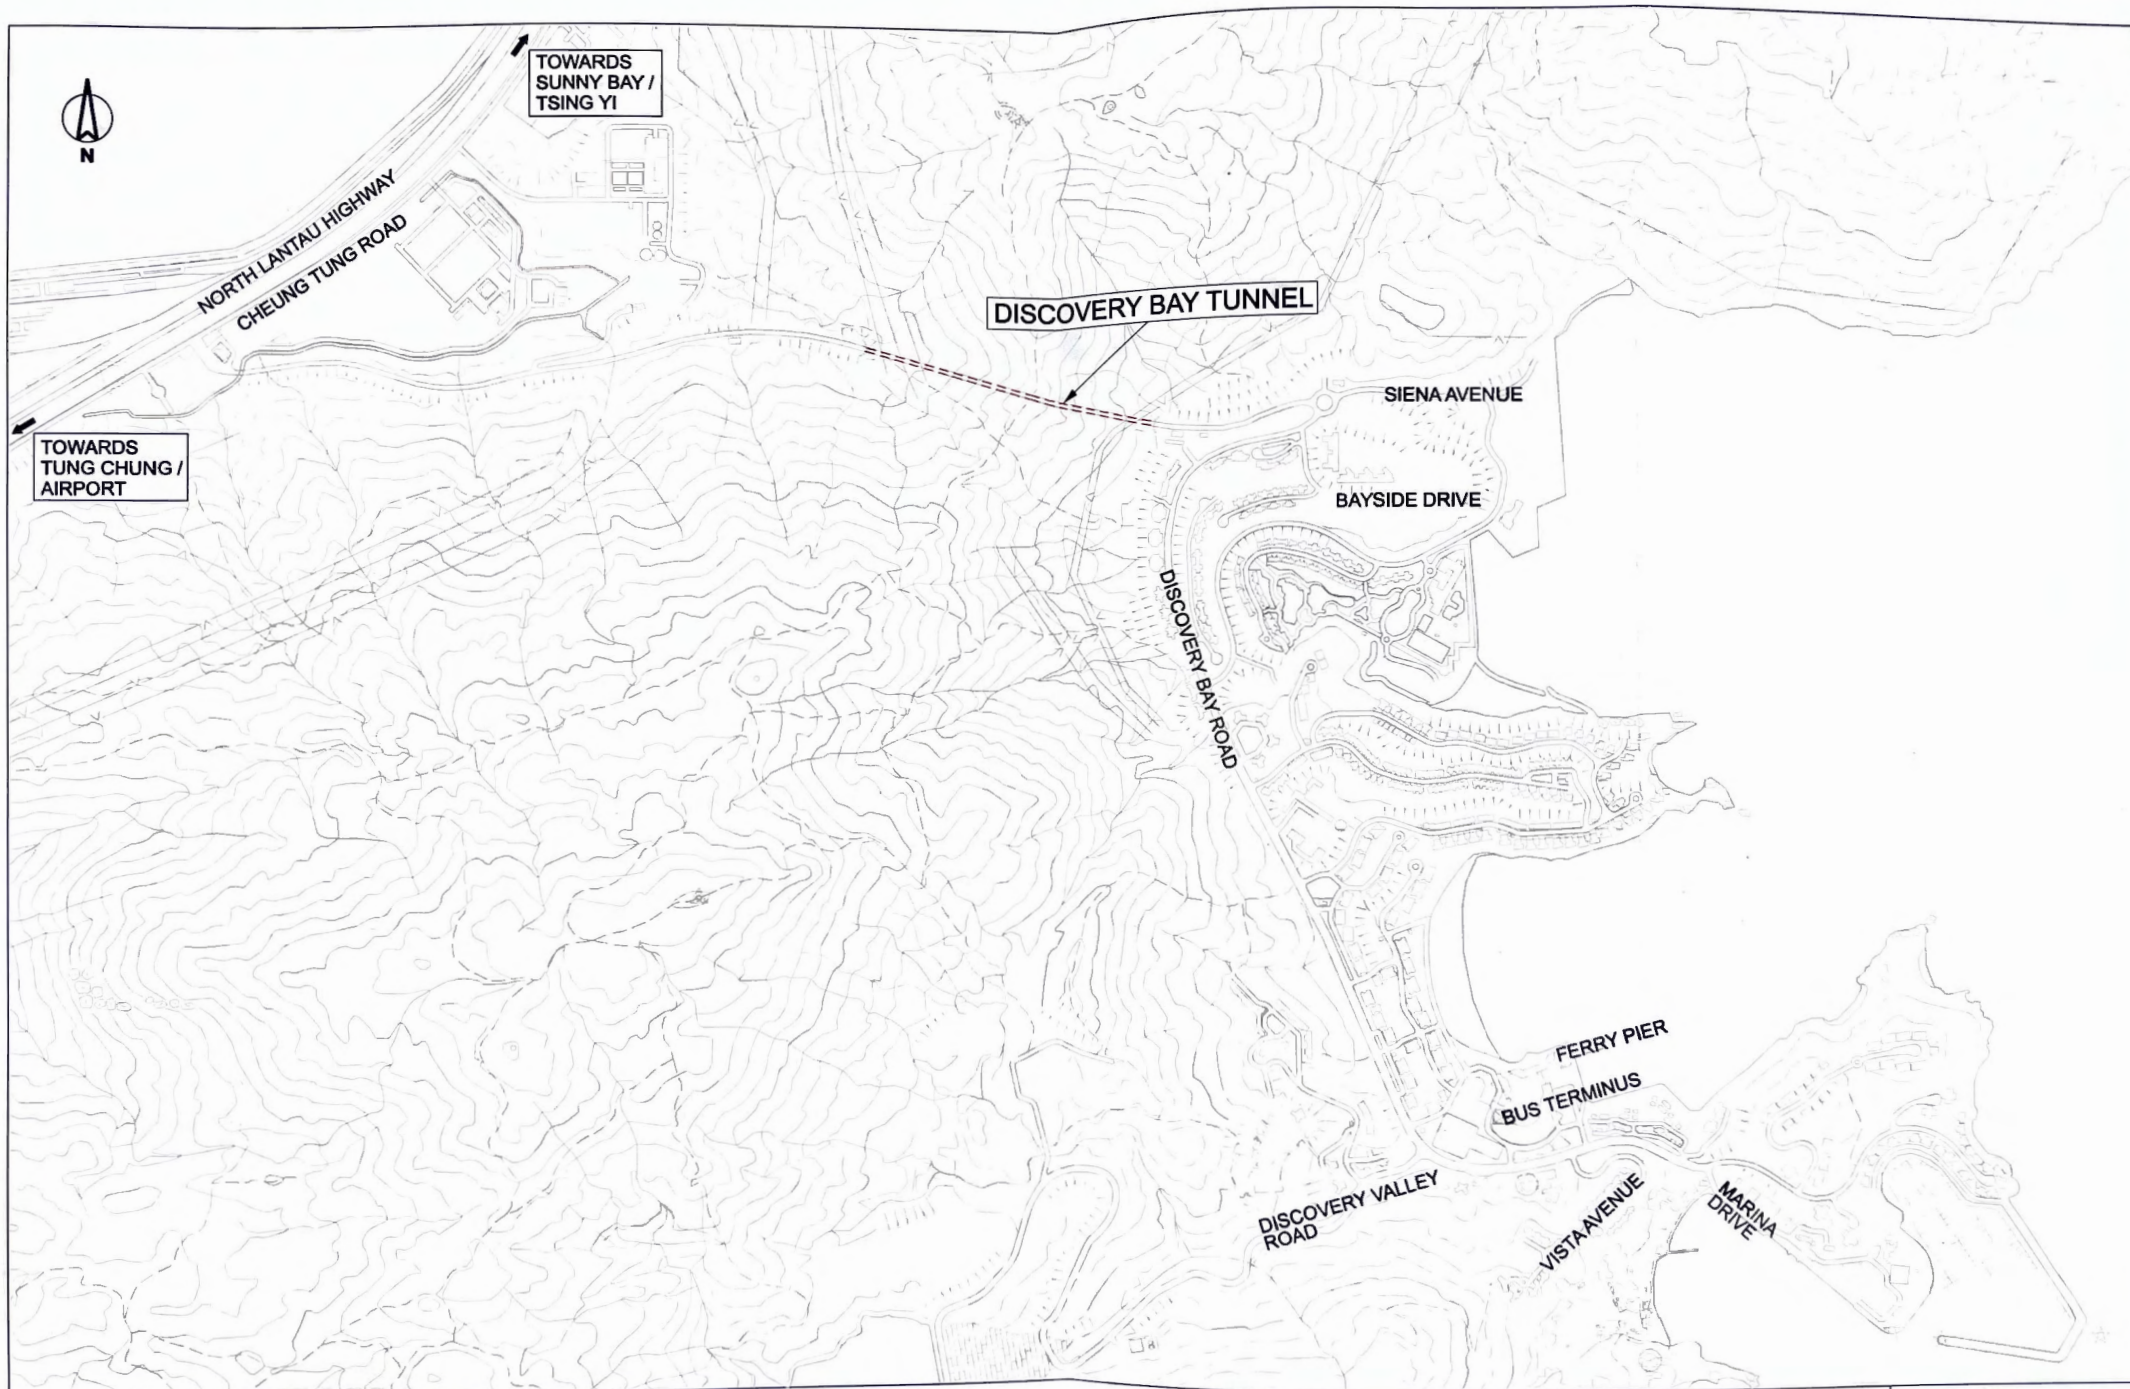 TOWARDS
SUNNY BAY /
TSING YI
N
NORTH LANTAU HIGHWAY
CHEUNG TUNG ROAD
DISCOVERY BAY TUNNEL
SIENA AVENUE
TOWARDS
TUNG CHUNG /
AIRPORT
BAYSIDE DRIVE
DISCOVERY BAY ROAD
FERRY PIER
BUS TERMINUS
DISCOVERY VALLEY
ROAD
VISTA AVENUE
MARINA
DRIVE